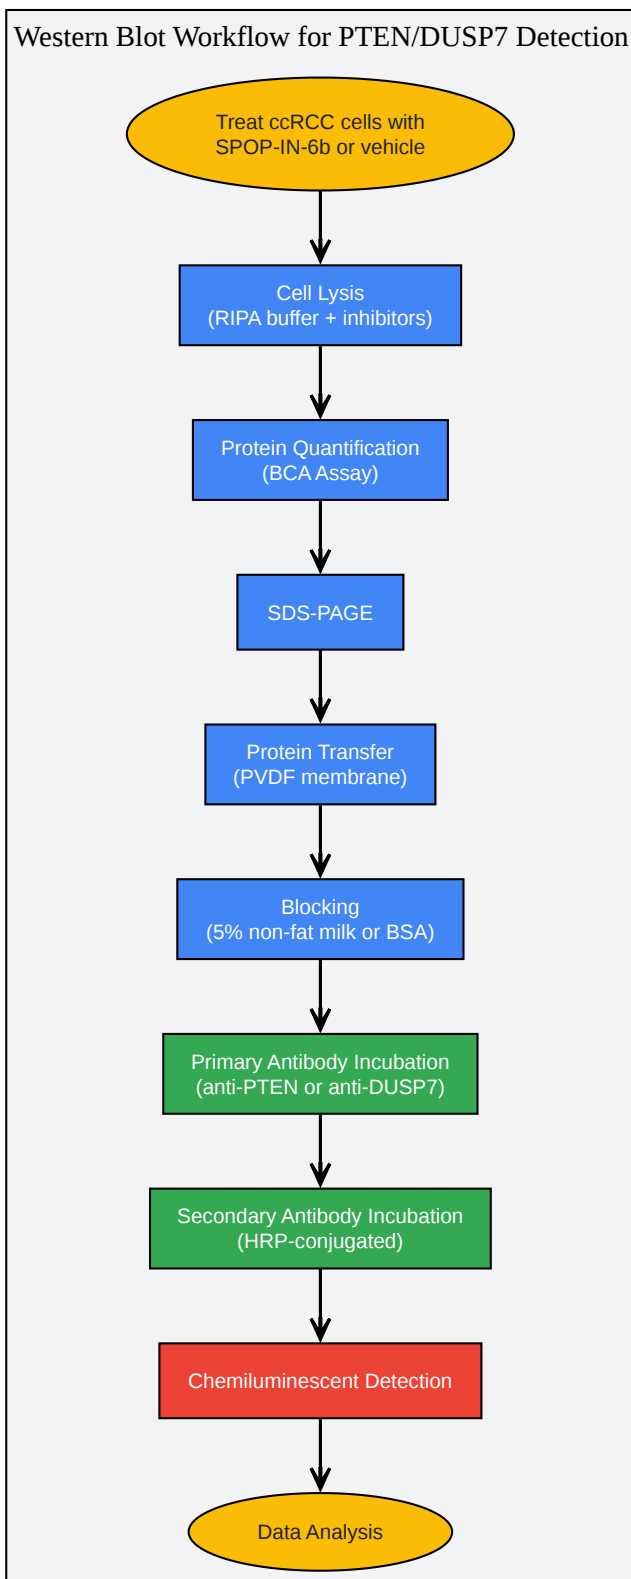 Western Blot Workflow for PTEN/DUSP7 Detection
Treat ccRCC cells with
SPOP-IN-6b or vehicle
Cell Lysis
(RIPA buffer + inhibitors)
Protein Quantification
(BCA Assay)
SDS-PAGE
Protein Transfer
(PVDF membrane)
Blocking
(5% non-fat milk or BSA)
Primary Antibody Incubation
(anti-PTEN or anti-DUSP7)
Secondary Antibody Incubation
(HRP-conjugated)
Chemiluminescent Detection
Data Analysis